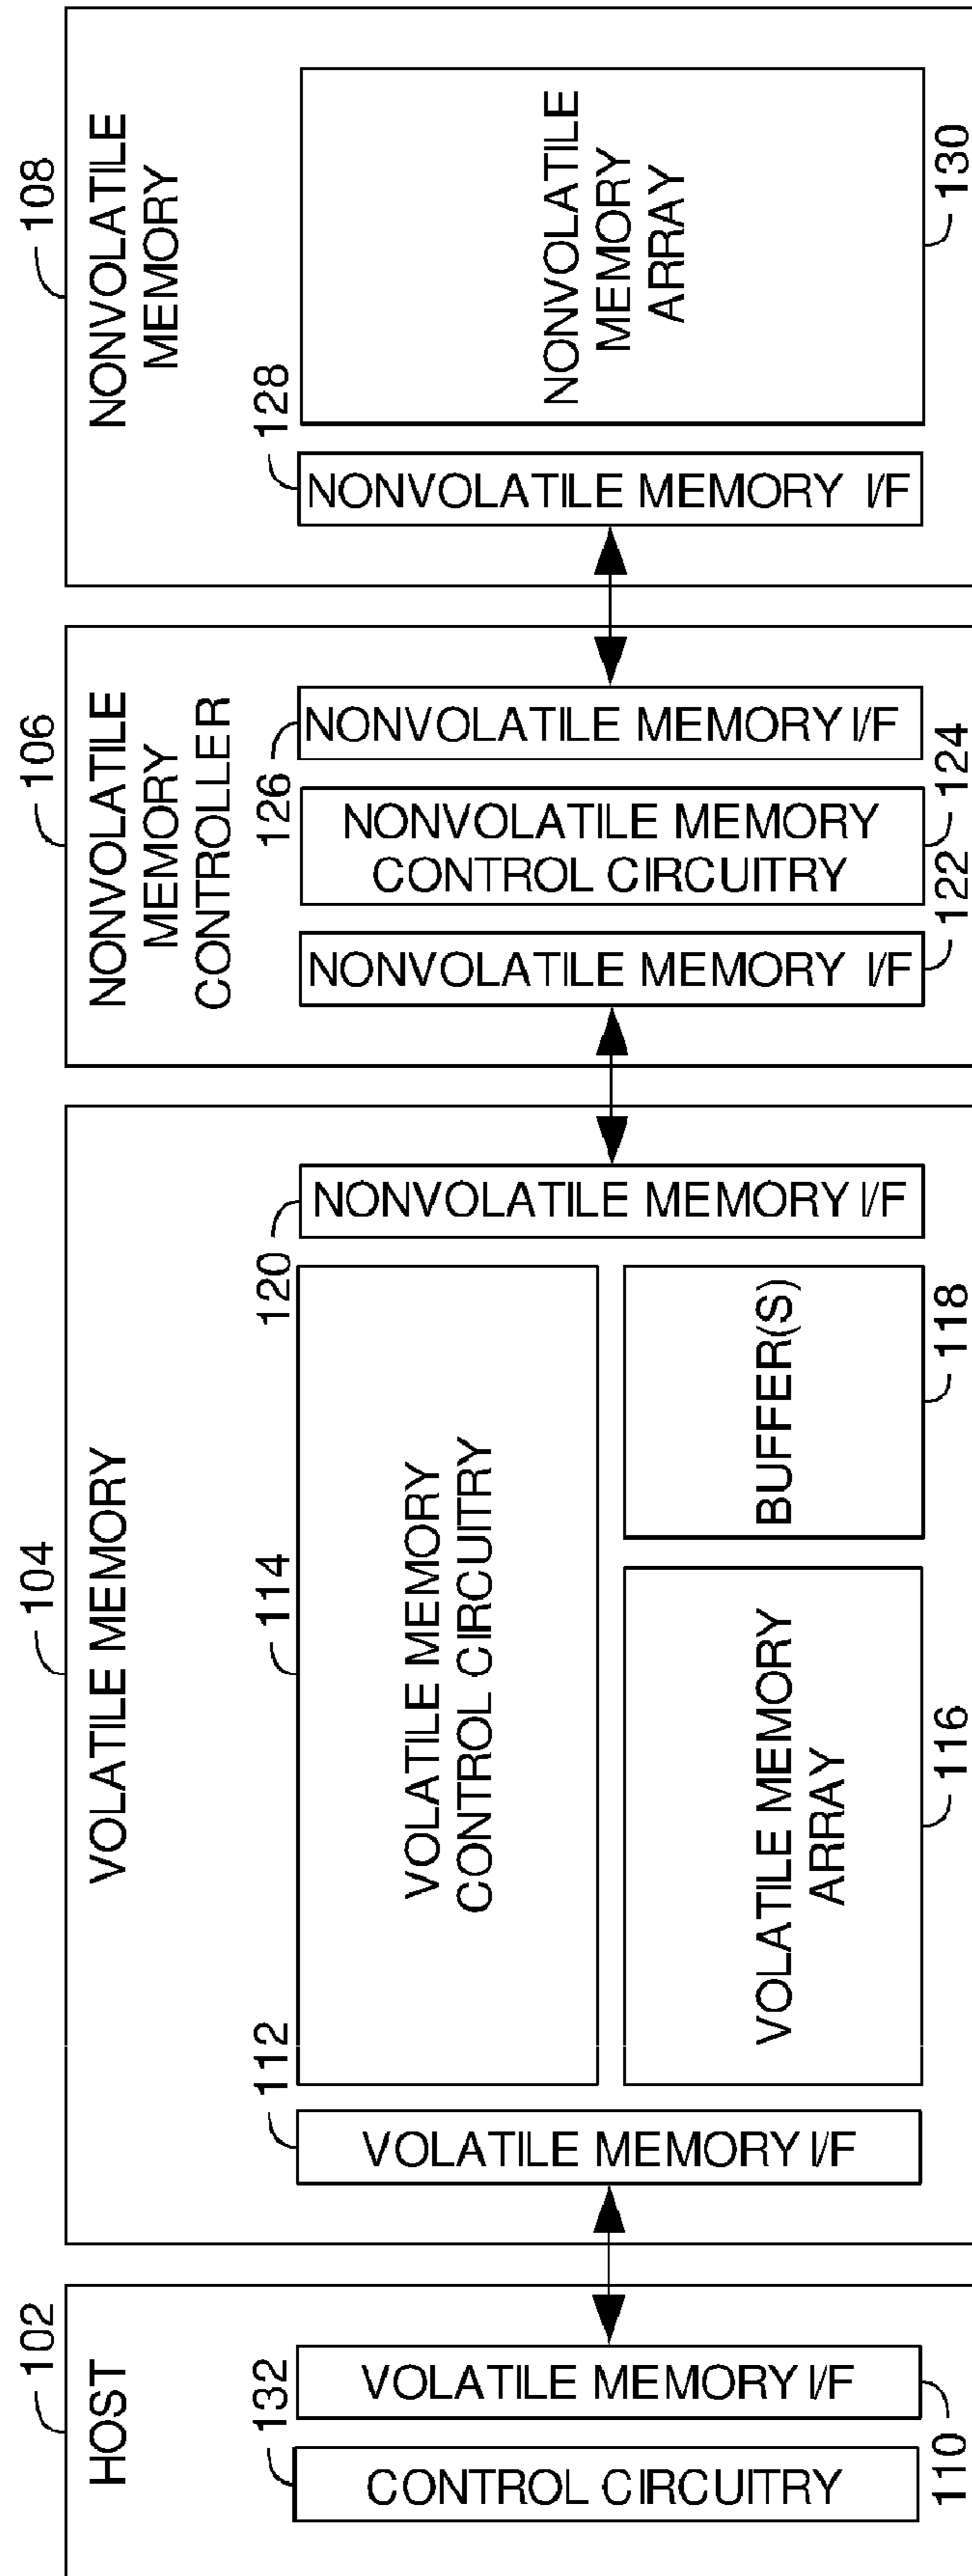 102
HOST
132
CONTROL CIRCUITRY
VOLATILE MEMORY I/F
110
104
VOLATILE MEMORY
112
VOLATILE MEMORY I/F
114
VOLATILE MEMORY
CONTROL CIRCUITRY
VOLATILE MEMORY
ARRAY
116
BUFFER(S)
118
120
NONVOLATILE MEMORY I/F
106
NONVOLATILE
MEMORY
CONTROLLER
NONVOLATILE MEMORY I/F
122
NONVOLATILE MEMORY
CONTROL CIRCUITRY
124
126
NONVOLATILE MEMORY I/F
108
NONVOLATILE
MEMORY
128
NONVOLATILE MEMORY I/F
NONVOLATILE
MEMORY
ARRAY
130